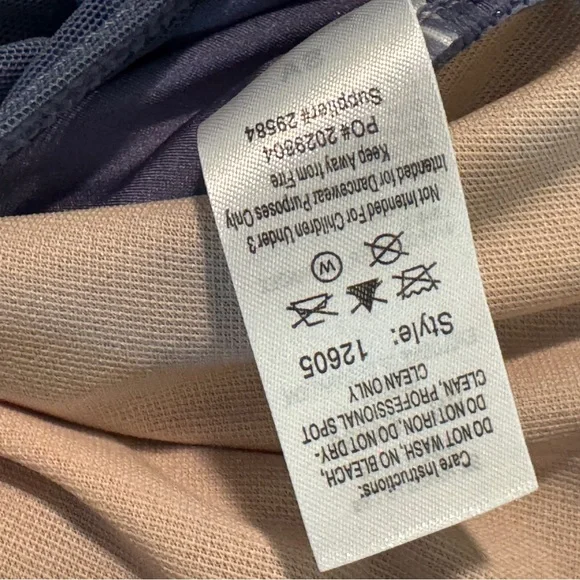 Care Instructions:
DO NOT WASH, NO BLEACH,
DO NOT IRON, DO NOT DRY-
CLEAN, PROFESSIONAL SPOT
CLEAN ONLY
Style: 12605
W
Not Intended For Children Under 3
Intended for Dancewear Purposes Only
Keep Away from Fire
PO# 2029804
Supplier# 29584